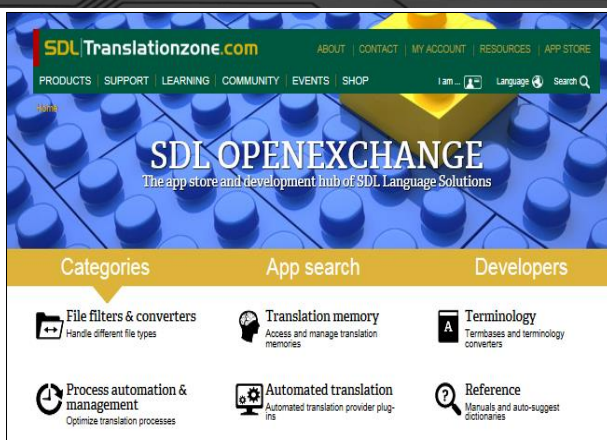 SDL Translationzone.com
ABOUT | CONTACT | MY ACCOUNT | RESOURCES | APP STORE
PRODUCTS | SUPPORT | LEARNING | COMMUNITY | EVENTS | SHOP
I am ... Language Search
Home
SDL OPENEXCHANGE
The app store and development hub of SDL Language Solutions
Categories App search Developers
File filters & converters
Handle different file types
Translation memory
Access and manage translation
memories
A
Terminology
Termbases and terminology
converters
Process automation &
management
Optimize translation processes
Automated translation
Automated translation provider plug-
ins
?
Reference
Manuals and auto-suggest
dictionaries